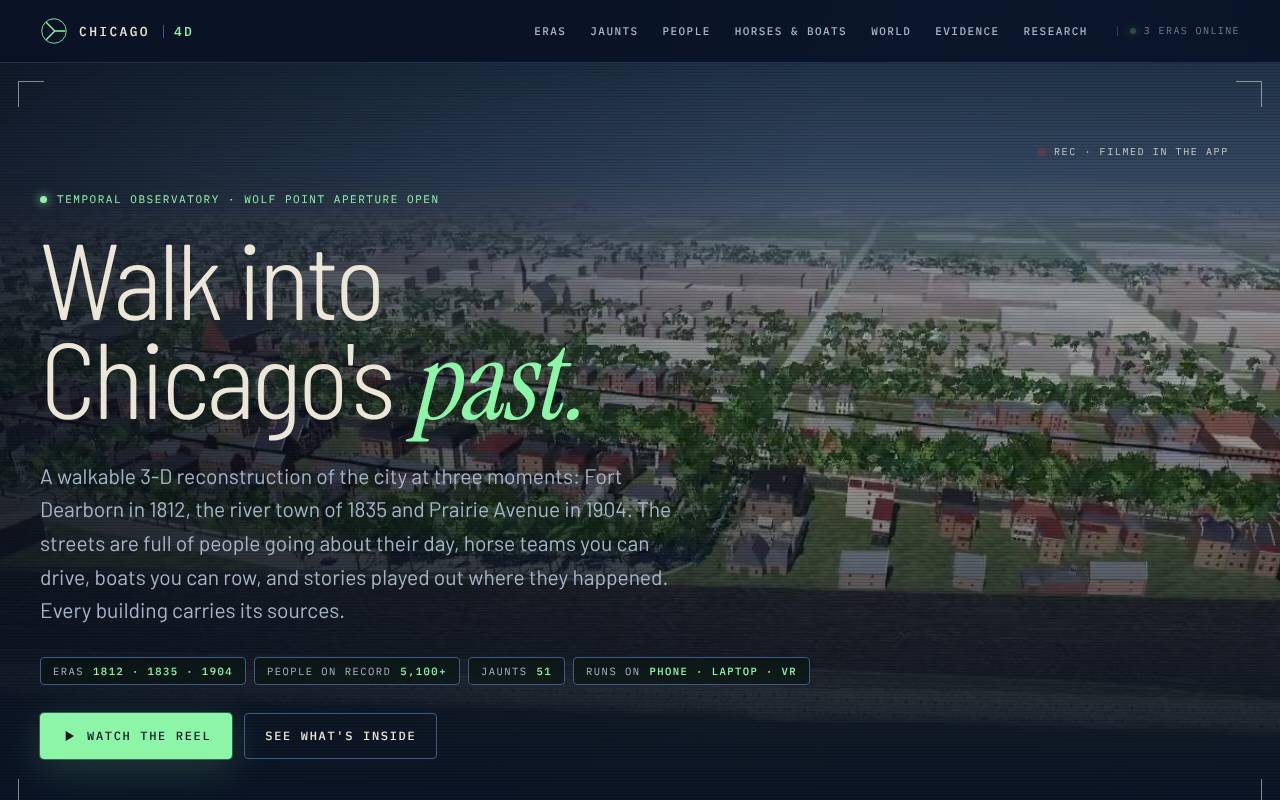 CHICAGO | 4D
ERAS JAUNTS PEOPLE HORSES & BOATS WORLD EVIDENCE RESEARCH | 3 ERAS ONLINE
REC · FILMED IN THE APP
TEMPORAL OBSERVATORY · WOLF POINT APERTURE OPEN
Walk into
Chicago's past.
A walkable 3-D reconstruction of the city at three moments: Fort
Dearborn in 1812, the river town of 1835 and Prairie Avenue in 1904. The
streets are full of people going about their day, horse teams you can
drive, boats you can row, and stories played out where they happened.
Every building carries its sources.
ERAS 1812 · 1835 · 1904 PEOPLE ON RECORD 5,100+ JAUNTS 51 RUNS ON PHONE · LAPTOP · VR
WATCH THE REEL SEE WHAT'S INSIDE